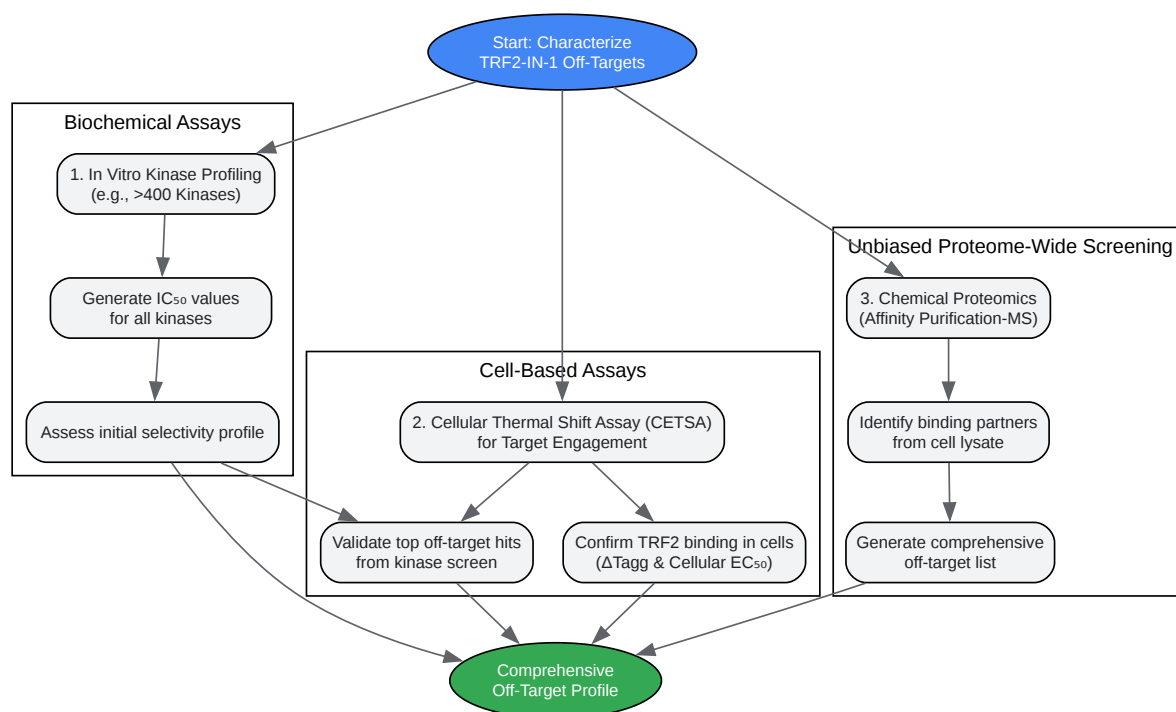 Start: Characterize
TRF2-IN-1 Off-Targets
Biochemical Assays
1. In Vitro Kinase Profiling
(e.g., >400 Kinases)
Generate IC₅₀ values
for all kinases
Assess initial selectivity profile
Cell-Based Assays
2. Cellular Thermal Shift Assay (CETSA)
for Target Engagement
Validate top off-target hits
from kinase screen
Confirm TRF2 binding in cells
(ΔTagg & Cellular EC₅₀)
Unbiased Proteome-Wide Screening
3. Chemical Proteomics
(Affinity Purification-MS)
Identify binding partners
from cell lysate
Generate comprehensive
off-target list
Comprehensive
Off-Target Profile